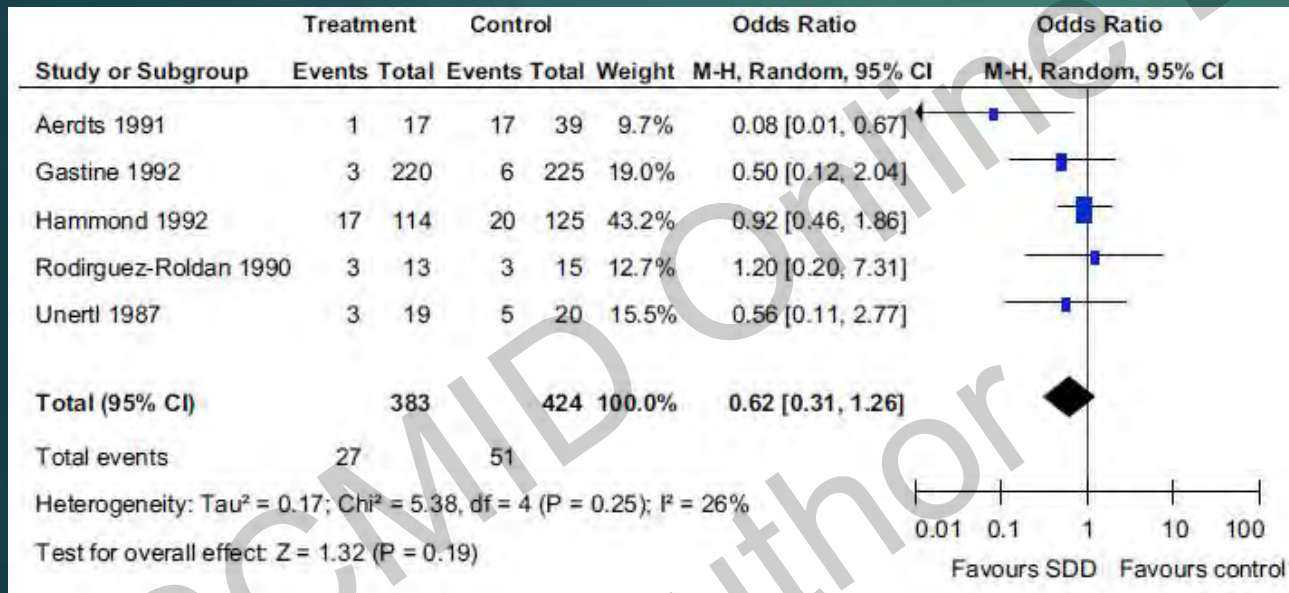 Treatment Control Odds Ratio Odds Ratio
Study or Subgroup Events Total Events Total Weight M-H, Random, 95% CI M-H, Random, 95% CI
Aerdts 1991 1 17 17 39 9.7% 0.08 [0.01, 0.67]
Gastine 1992 3 220 6 225 19.0% 0.50 [0.12, 2.04]
Hammond 1992 17 114 20 125 43.2% 0.92 [0.46, 1.86]
Rodirguez-Roldan 1990 3 13 3 15 12.7% 1.20 [0.20, 7.31]
Unertl 1987 3 19 5 20 15.5% 0.56 [0.11, 2.77]
Total (95% CI) 383 424 100.0% 0.62 [0.31, 1.26]
Total events 27 51
Heterogeneity: Tau² = 0.17; Chi² = 5.38, df = 4 (P = 0.25); I² = 26%
Test for overall effect: Z = 1.32 (P = 0.19)
0.01 0.1 1 10 100
Favours SDD Favours control
CMID Online
thor